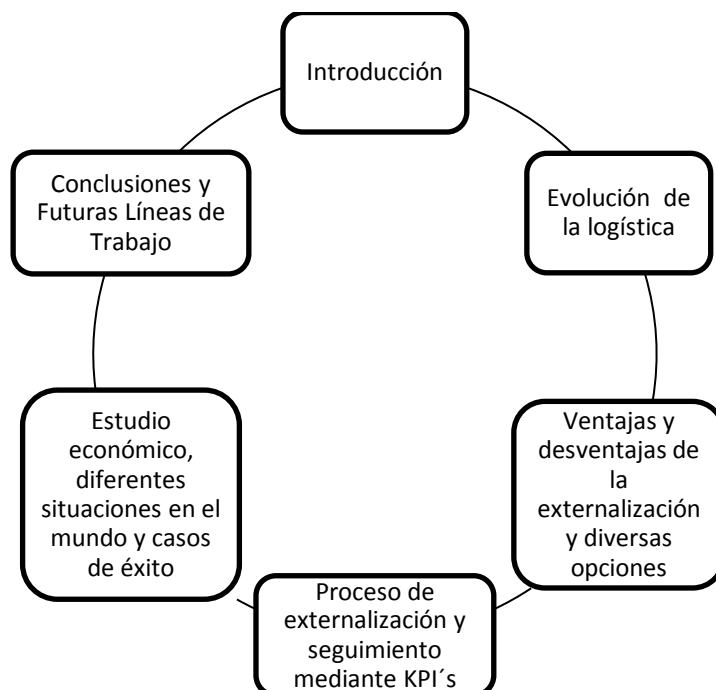 Introducción
Evolución de
la logística
Ventajas y
desventajas de
la
externalización
y diversas
opciones
Proceso de
externalización y
seguimiento
mediante KPI´s
Estudio
económico,
diferentes
situaciones en el
mundo y casos
de éxito
Conclusiones y
Futuras Líneas de
Trabajo